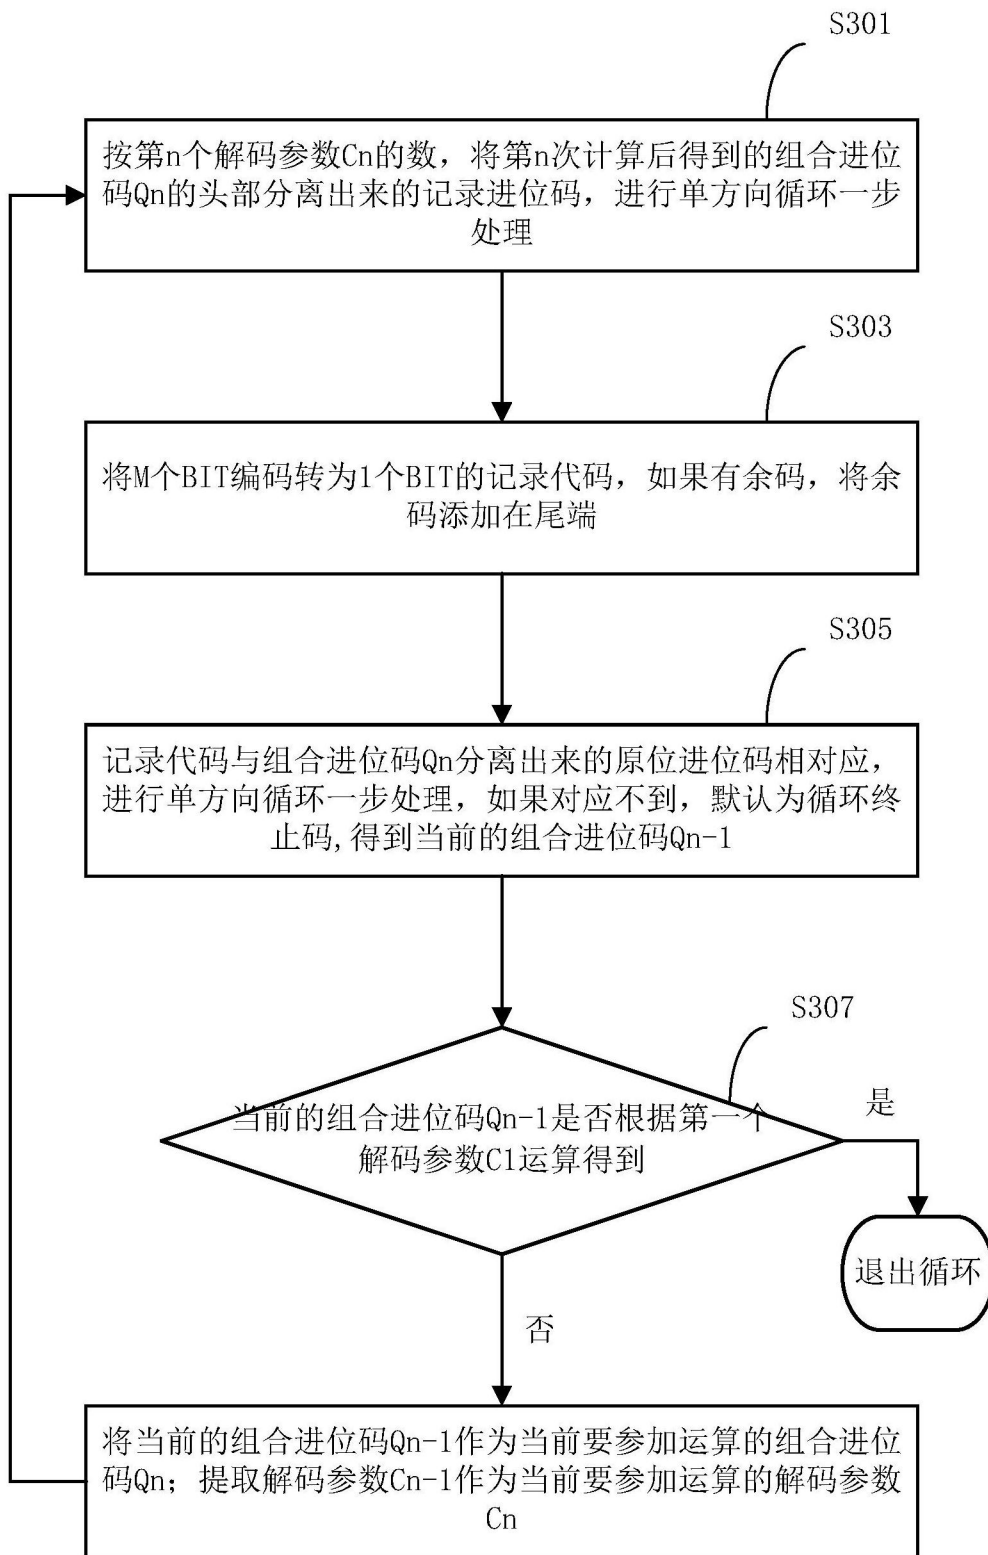 S301
按第n个解码参数Cn的数，将第n次计算后得到的组合进位
码Qn的头部分离出来的记录进位码，进行单方向循环一步
处理
S303
将M个BIT编码转为1个BIT的记录代码，如果有余码，将余
码添加在尾端
S305
记录代码与组合进位码Qn分离出来的原位进位码相对应，
进行单方向循环一步处理，如果对应不到，默认为循环终
止码,得到当前的组合进位码Qn-1
S307
当前的组合进位码Qn-1是否根据第一个
解码参数C1运算得到
是
退出循环
否
将当前的组合进位码Qn-1作为当前要参加运算的组合进位
码Qn；提取解码参数Cn-1作为当前要参加运算的解码参数
Cn